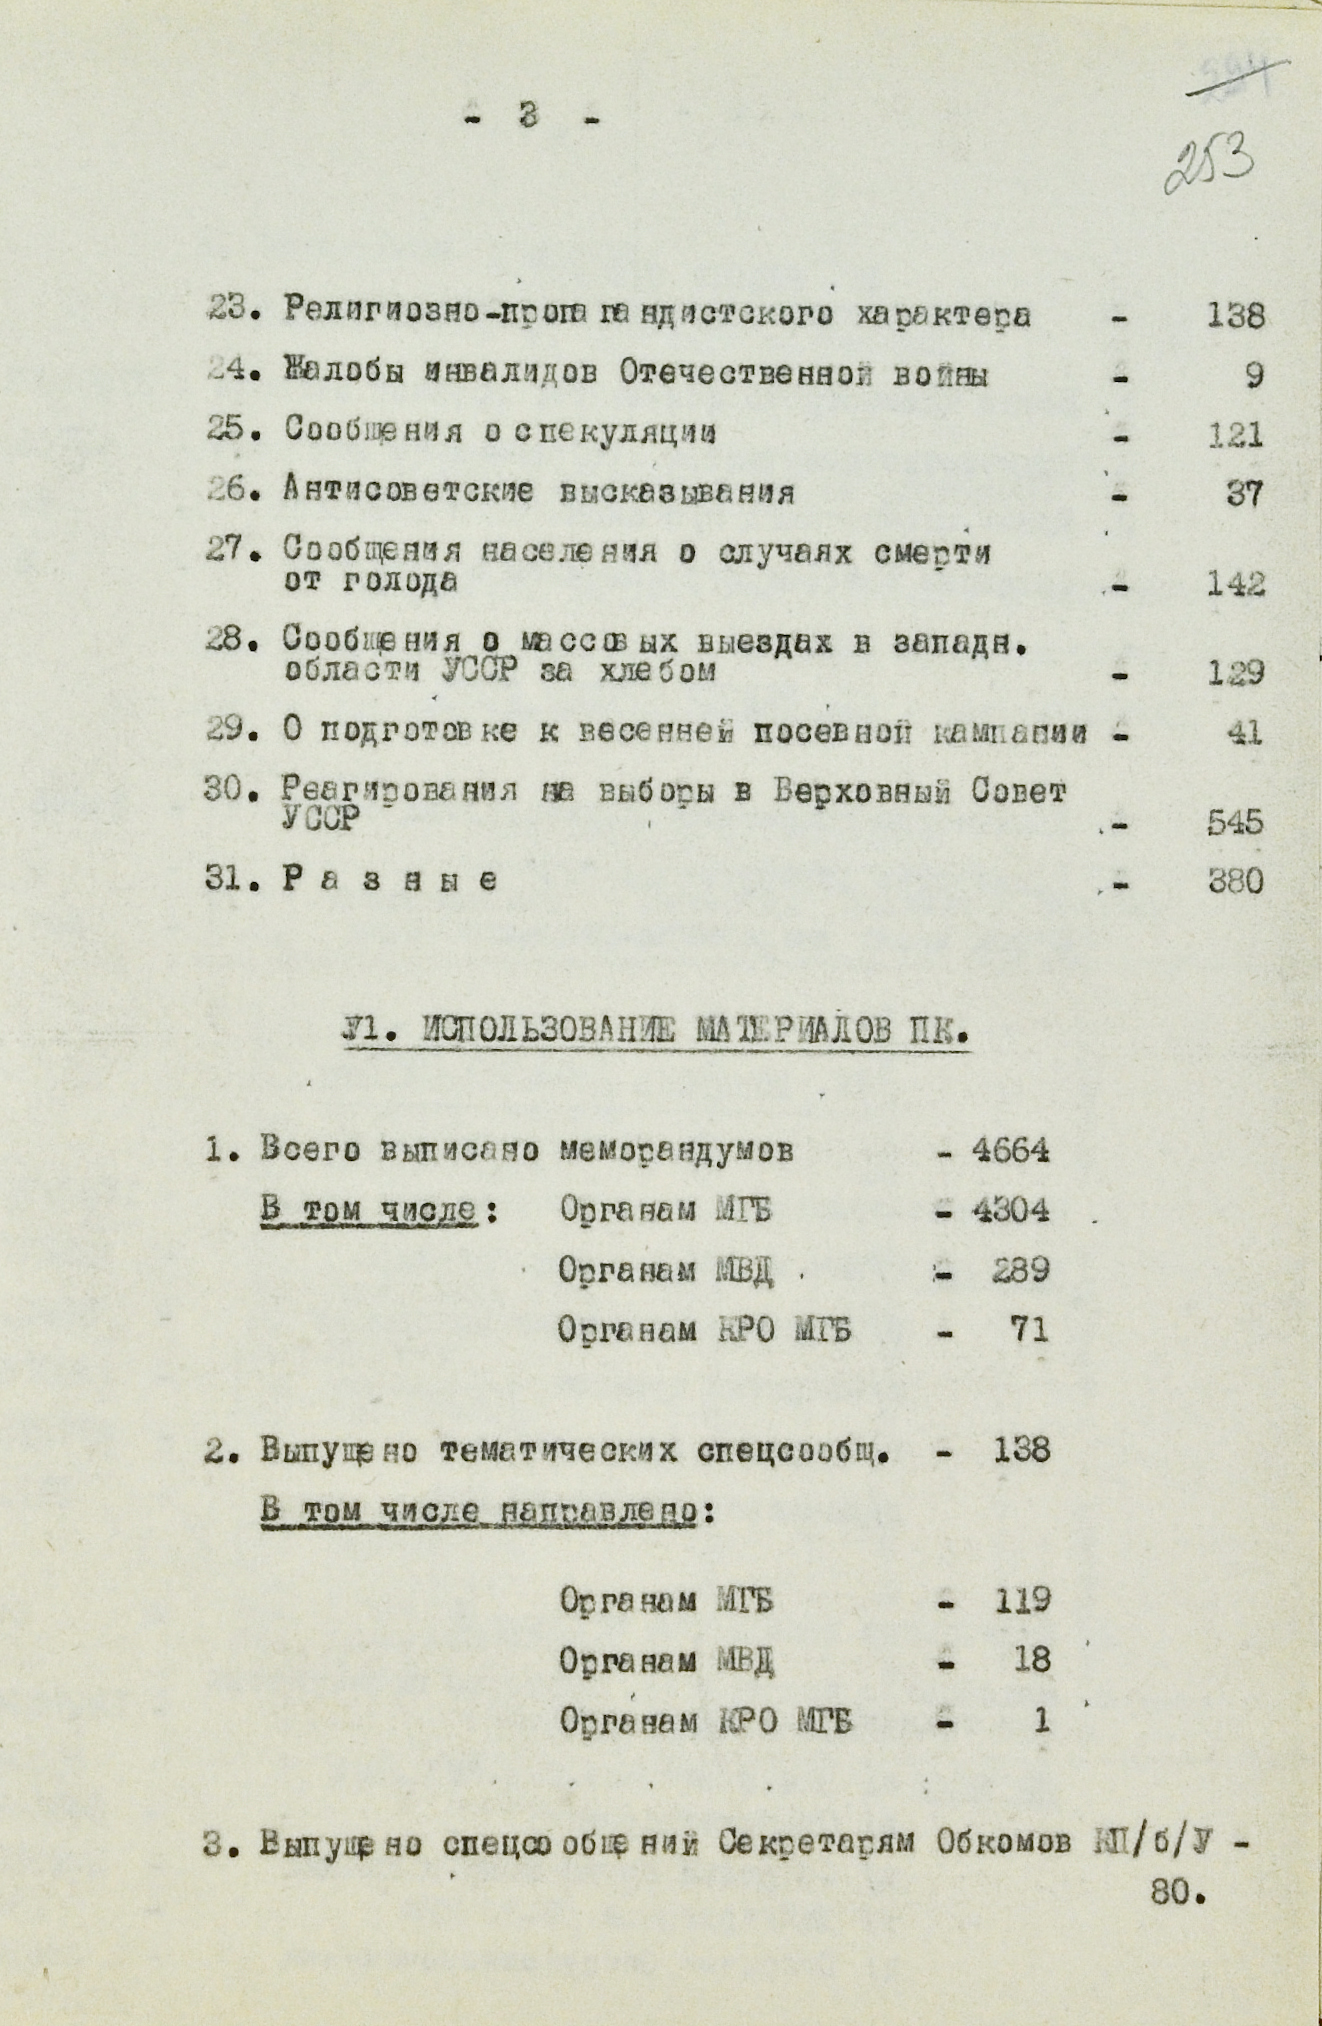 - 3 -
253
23. Религиозно-пропагандистского характера - 138
24. Жалобы инвалидов Отечественной войны - 9
25. Сообщения о спекуляции - 121
26. Антисоветские высказывания - 37
27. Сообщения населения о случаях смерти
от голода - 142
28. Сообщения о массовых выездах в западн.
области УССР за хлебом - 129
29. О подготовке к весенней посевной кампании - 41
30. Реагирования на выборы в Верховный Совет
УССР - 545
31. Р а з н ы е - 380
У1. ИСПОЛЬЗОВАНИЕ МАТЕРИАЛОВ ПК.
1. Всего выписано меморандумов - 4664
В том числе: Органам МГБ - 4304
Органам МВД - 289
Органам КРО МГБ - 71
2. Выпущено тематических спецсообщ. - 138
В том числе направлено:
Органам МГБ - 119
Органам МВД - 18
Органам КРО МГБ - 1
3. Выпущено спецсообщений Секретарям Обкомов КП/б/У -
80.